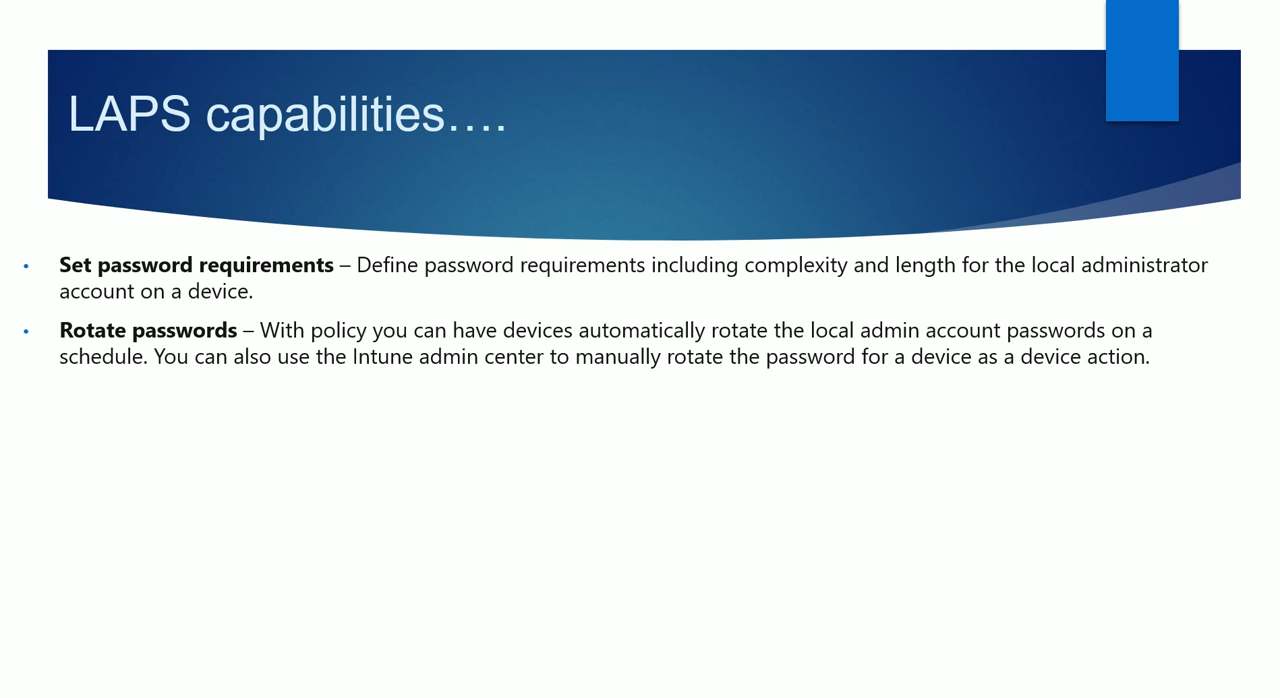 LAPS capabilities….
• Set password requirements – Define password requirements including complexity and length for the local administrator
account on a device.
• Rotate passwords – With policy you can have devices automatically rotate the local admin account passwords on a
schedule. You can also use the Intune admin center to manually rotate the password for a device as a device action.